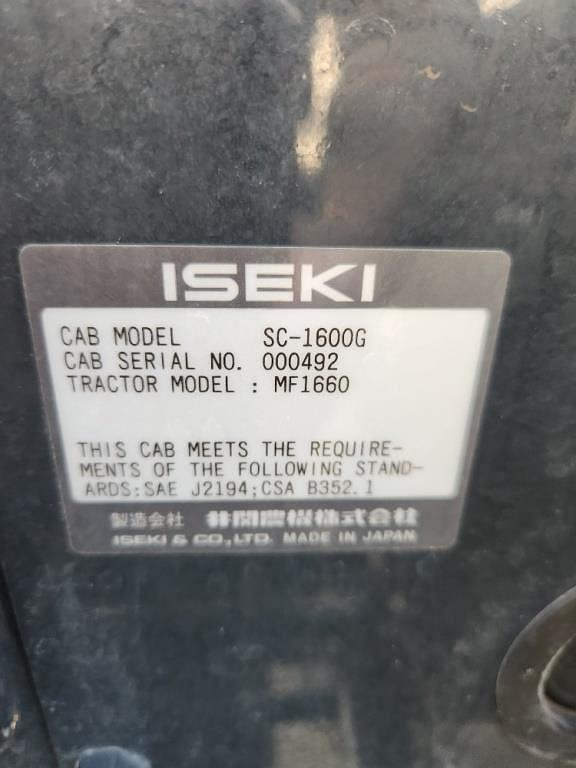 ISEKI
CAB MODEL SC-1600G
CAB SERIAL NO. 000492
TRACTOR MODEL : MF1660
THIS CAB MEETS THE REQUIRE-
MENTS OF THE FOLLOWING STAND-
ARDS:SAE J2194;CSA B352.1
製造会社 井関農機株式会社
ISEKI & CO.,LTD. MADE IN JAPAN